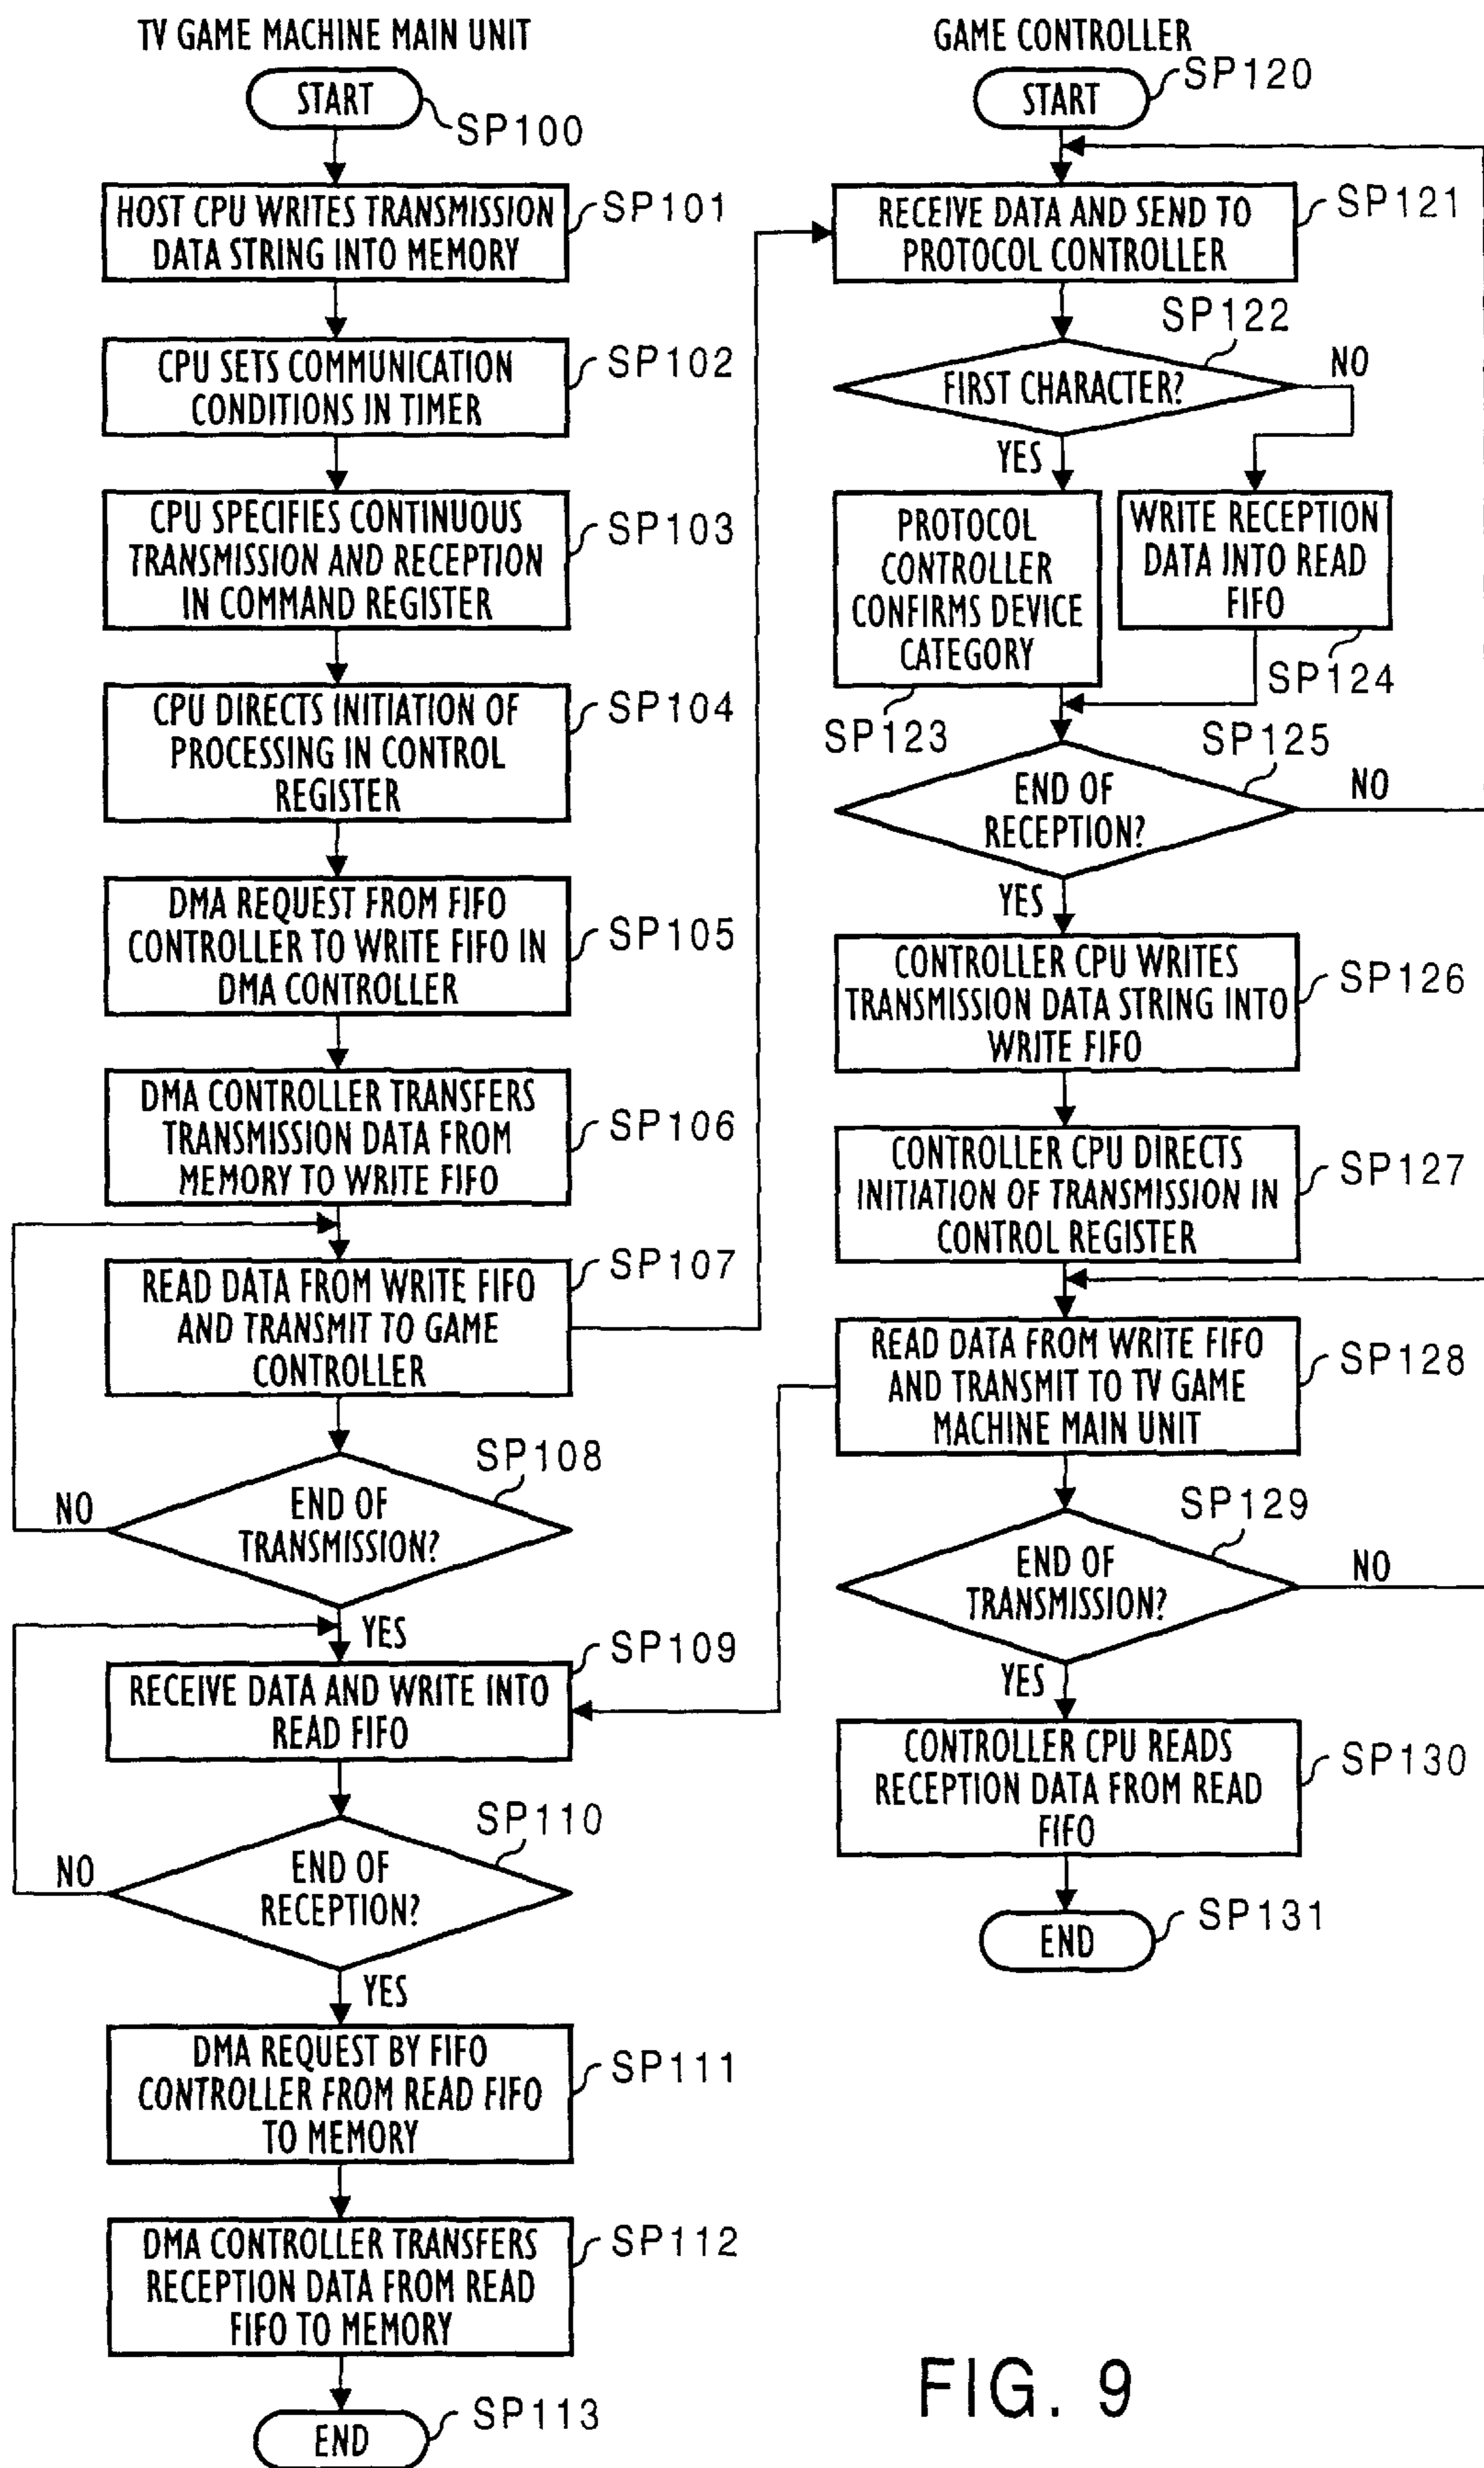 TV GAME MACHINE MAIN UNIT
START
SP100
HOST CPU WRITES TRANSMISSION
DATA STRING INTO MEMORY
SP101
CPU SETS COMMUNICATION
CONDITIONS IN TIMER
SP102
CPU SPECIFIES CONTINUOUS
TRANSMISSION AND RECEPTION
IN COMMAND REGISTER
SP103
CPU DIRECTS INITIATION OF
PROCESSING IN CONTROL
REGISTER
SP104
DMA REQUEST FROM FIFO
CONTROLLER TO WRITE FIFO IN
DMA CONTROLLER
SP105
DMA CONTROLLER TRANSFERS
TRANSMISSION DATA FROM
MEMORY TO WRITE FIFO
SP106
READ DATA FROM WRITE FIFO
AND TRANSMIT TO GAME
CONTROLLER
SP107
SP108
END OF
TRANSMISSION?
NO
YES
RECEIVE DATA AND WRITE INTO
READ FIFO
SP109
SP110
END OF
RECEPTION?
NO
YES
DMA REQUEST BY FIFO
CONTROLLER FROM READ FIFO
TO MEMORY
SP111
DMA CONTROLLER TRANSFERS
RECEPTION DATA FROM READ
FIFO TO MEMORY
SP112
END
SP113
GAME CONTROLLER
START
SP120
RECEIVE DATA AND SEND TO
PROTOCOL CONTROLLER
SP121
SP122
FIRST CHARACTER?
NO
YES
PROTOCOL
CONTROLLER
CONFIRMS DEVICE
CATEGORY
SP123
WRITE RECEPTION
DATA INTO READ
FIFO
SP124
SP125
END OF
RECEPTION?
NO
YES
CONTROLLER CPU WRITES
TRANSMISSION DATA STRING INTO
WRITE FIFO
SP126
CONTROLLER CPU DIRECTS
INITIATION OF TRANSMISSION IN
CONTROL REGISTER
SP127
READ DATA FROM WRITE FIFO
AND TRANSMIT TO TV GAME
MACHINE MAIN UNIT
SP128
SP129
END OF
TRANSMISSION?
NO
YES
CONTROLLER CPU READS
RECEPTION DATA FROM READ
FIFO
SP130
END
SP131
FIG. 9